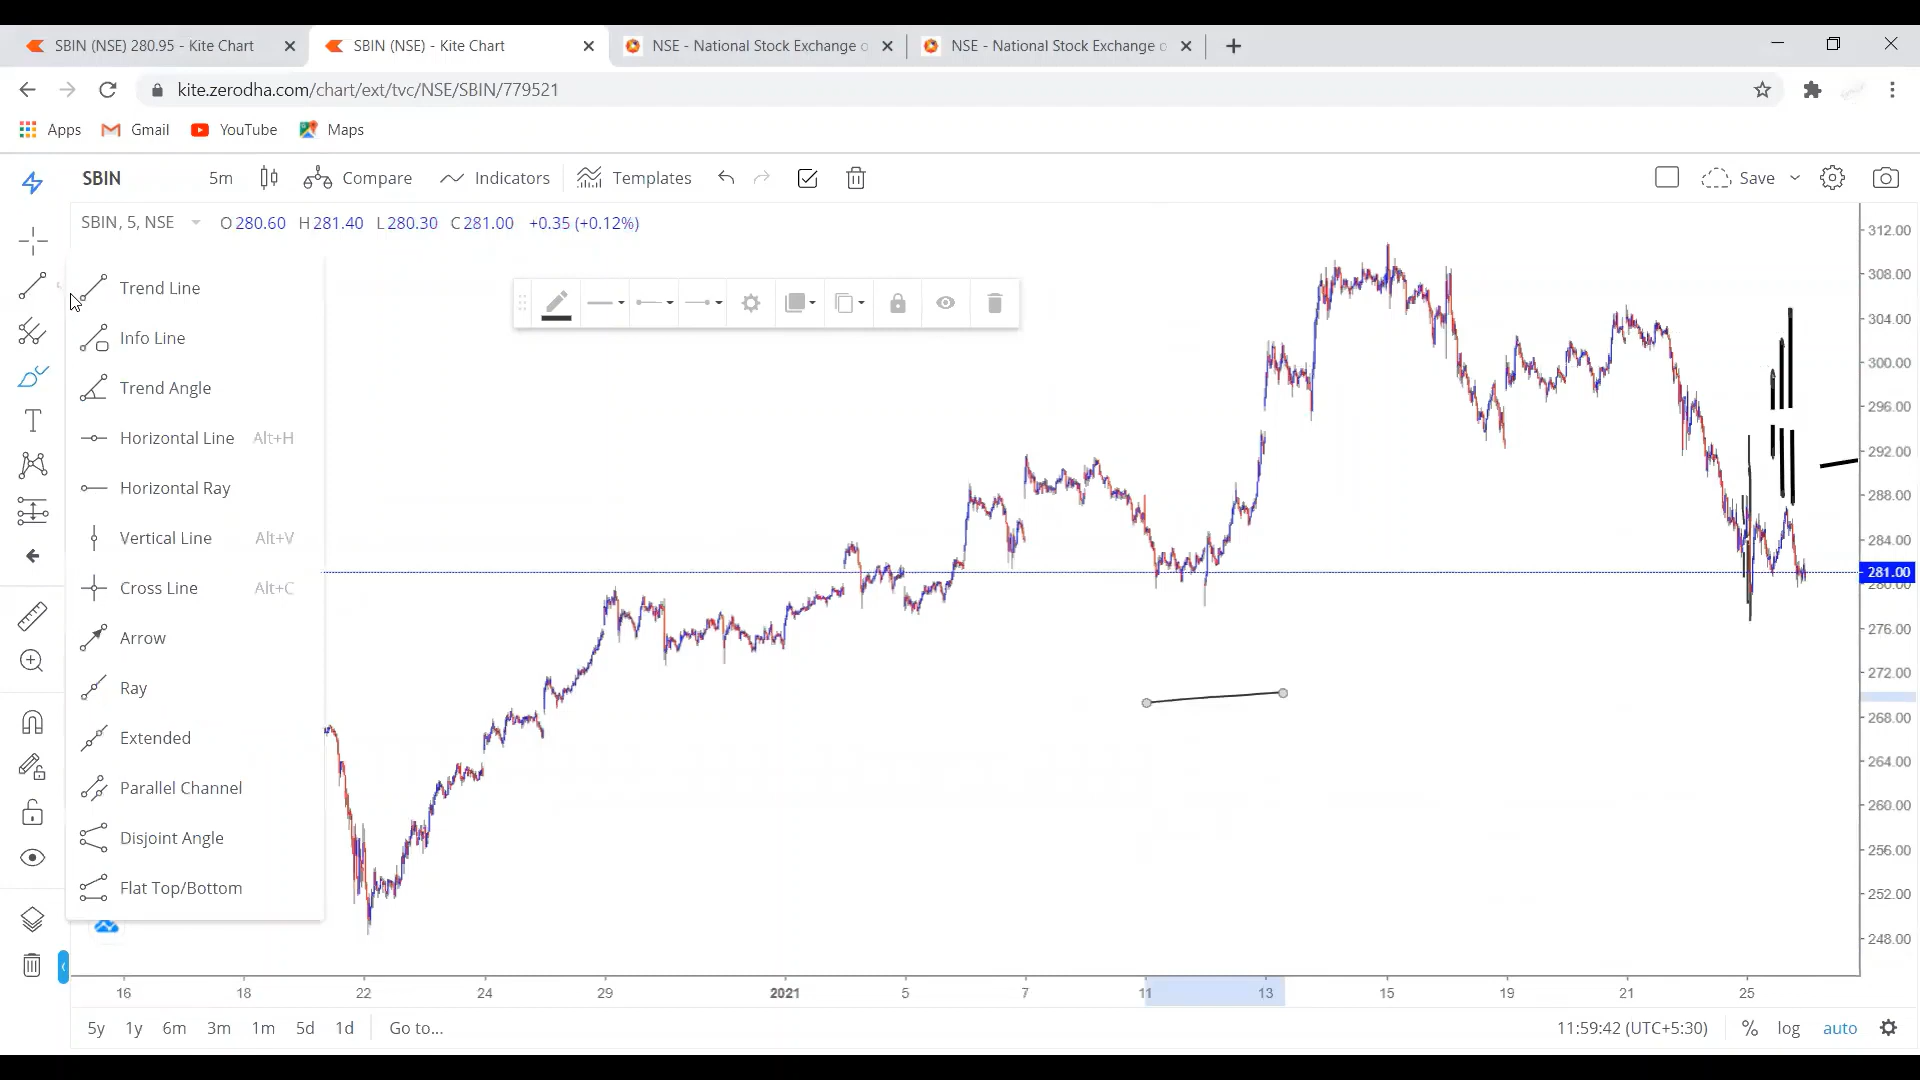 SBIN (NSE) 280.95 - Kite Chart
SBIN (NSE) - Kite Chart
NSE - National Stock Exchange o
NSE - National Stock Exchange o
kite.zerodha.com/chart/ext/tvc/NSE/SBIN/779521
Apps
Gmail
YouTube
Maps
SBIN
5m
Compare
Indicators
Templates
Save
SBIN, 5, NSE
O 280.60 H 281.40 L 280.30 C 281.00 +0.35 (+0.12%)
Trend Line
Info Line
Trend Angle
Horizontal Line Alt+H
Horizontal Ray
Vertical Line Alt+V
Cross Line Alt+C
Arrow
Ray
Extended
Parallel Channel
Disjoint Angle
Flat Top/Bottom
T
312.00
308.00
304.00
300.00
296.00
292.00
288.00
284.00
281.00
280.00
276.00
272.00
268.00
264.00
260.00
256.00
252.00
248.00
16 18 22 24 29 2021 5 7 11 13 15 19 21 25
5y 1y 6m 3m 1m 5d 1d Go to...
11:59:42 (UTC+5:30) % log auto